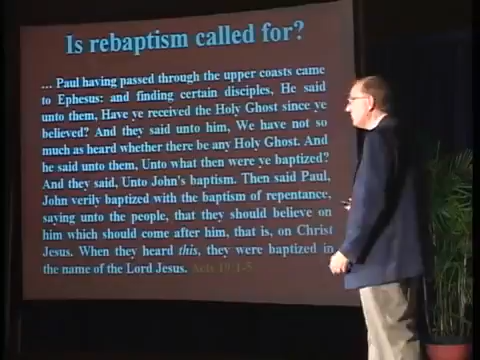 Is rebaptism called for?
... Paul having passed through the upper coasts came
to Ephesus: and finding certain disciples, He said
unto them, Have ye received the Holy Ghost since ye
believed? And they said unto him, We have not so
much as heard whether there be any Holy Ghost. And
he said unto them, Unto what then were ye baptized?
And they said, Unto John's baptism. Then said Paul,
John verily baptized with the baptism of repentance,
saying unto the people, that they should believe on
him which should come after him, that is, on Christ
Jesus. When they heard this, they were baptized in
the name of the Lord Jesus. Acts 19:1-5